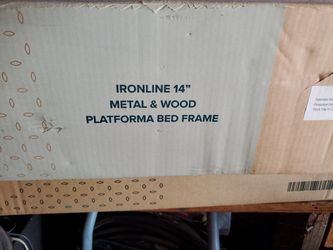 IRONLINE 14"
METAL & WOOD
PLATFORMA BED FRAME